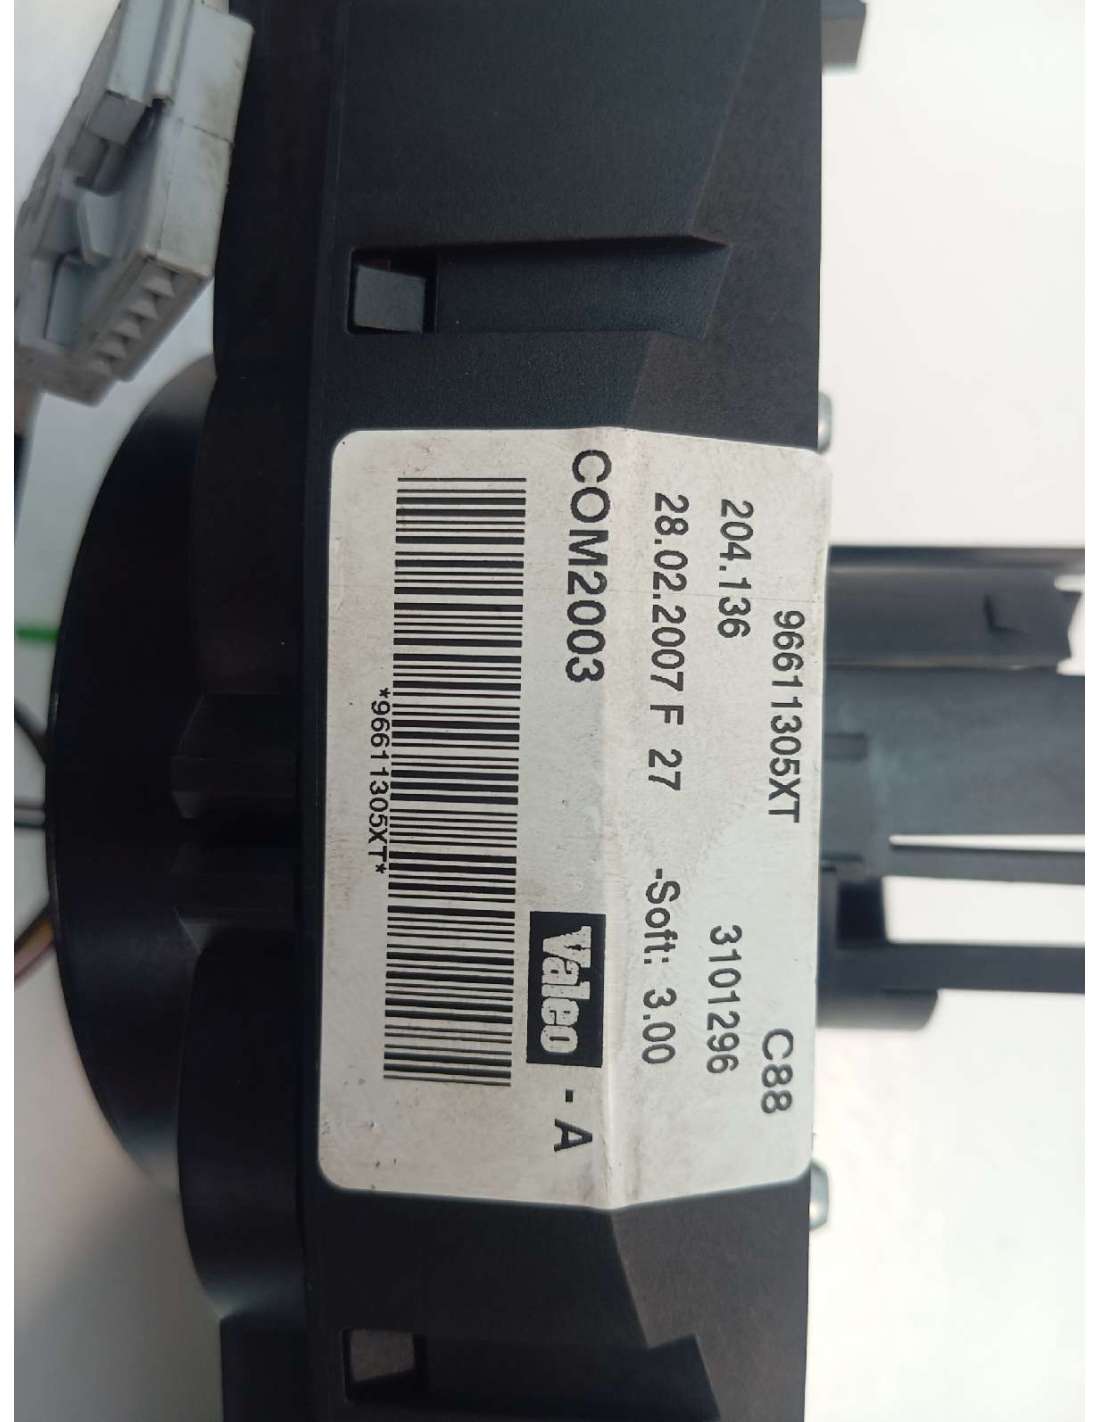 96611305XT C88
204.136 3101296
28.02.2007 F 27 -Soft: 3.00
COM2003 Valeo - A
*96611305XT*